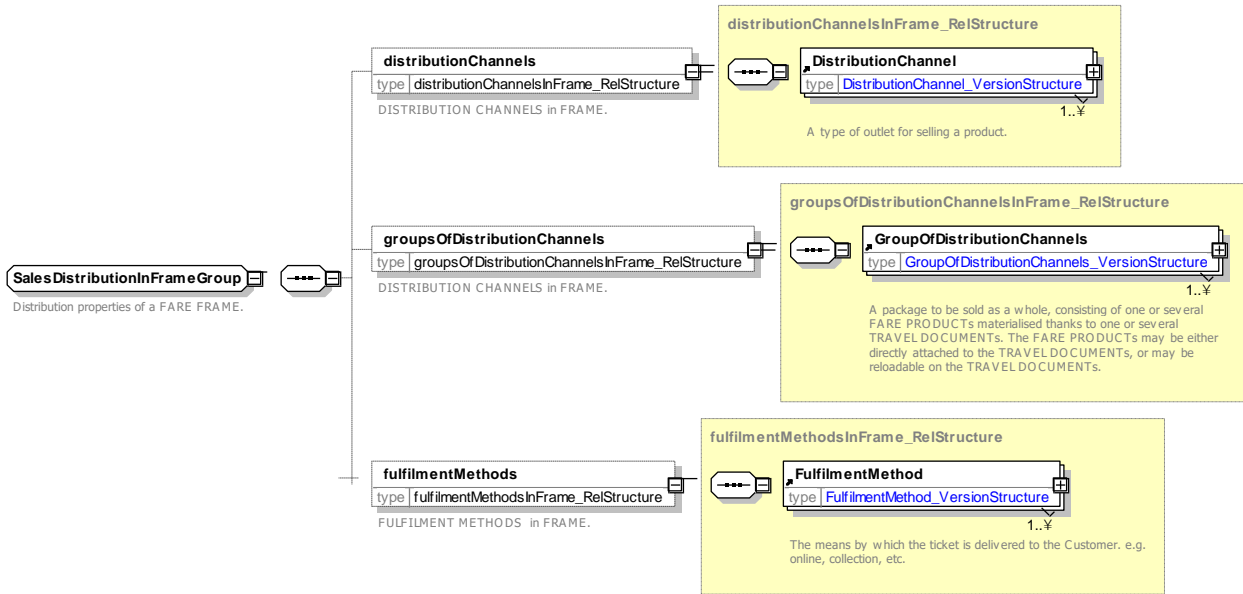 distributionChannelsInFrame_RelStructure
distributionChannels
type distributionChannelsInFrame_RelStructure
DISTRIBUTION CHANNELS in FRAME.
DistributionChannel
type DistributionChannel_VersionStructure
1..¥
A type of outlet for selling a product.
groupsOfDistributionChannelsInFrame_RelStructure
groupsOfDistributionChannels
type groupsOfDistributionChannelsInFrame_RelStructure
DISTRIBUTION CHANNELS in FRAME.
GroupOfDistributionChannels
type GroupOfDistributionChannels_VersionStructure
1..¥
A package to be sold as a whole, consisting of one or several
FARE PRODUCTs materialised thanks to one or several
TRAVEL DOCUMENTs. The FARE PRODUCTs may be either
directly attached to the TRAVEL DOCUMENTs, or may be
reloadable on the TRAVEL DOCUMENTs.
SalesDistributionInFrameGroup
Distribution properties of a FARE FRAME.
fulfilmentMethodsInFrame_RelStructure
fulfilmentMethods
type fulfilmentMethodsInFrame_RelStructure
FULFILMENT METHODS in FRAME.
FulfilmentMethod
type FulfilmentMethod_VersionStructure
1..¥
The means by which the ticket is delivered to the Customer. e.g.
online, collection, etc.